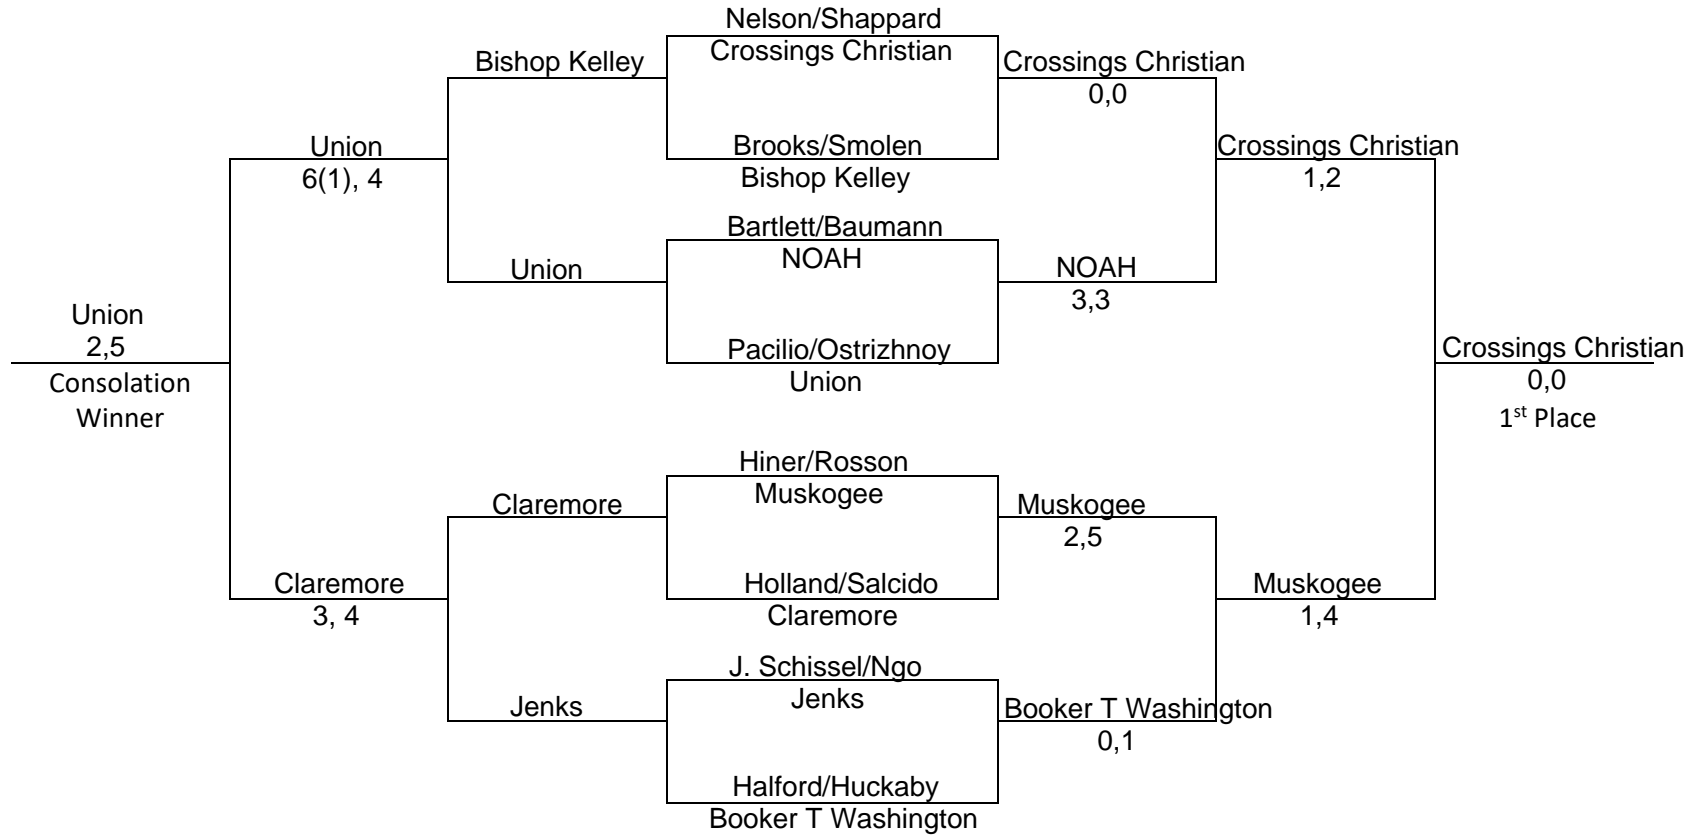 Nelson/Shappard
Bishop Kelley
Crossings Christian
Crossings Christian
0,0
Union
Brooks/Smolen
Crossings Christian
6(1), 4
Bishop Kelley
1,2
Bartlett/Baumann
Union
NOAH
NOAH
3,3
Union
2,5
Pacilio/Ostrizhnoy
Crossings Christian
Consolation
Winner
Union
0,0
1st Place
Hiner/Rosson
Claremore
Muskogee
Muskogee
2,5
Claremore
Holland/Salcido
Muskogee
3, 4
Claremore
1,4
J. Schissel/Ngo
Jenks
Jenks
Booker T Washington
0,1
Halford/Huckaby
Booker T Washington